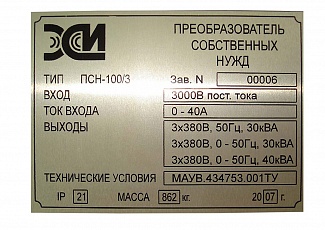 ЭСИ
ПРЕОБРАЗОВАТЕЛЬ
СОБСТВЕННЫХ
НУЖД
ТИП ПСН-100/3 Зав. N 00006
ВХОД 3000В пост. тока
ТОК ВХОДА 0 - 40А
ВЫХОДЫ 3х380В, 50Гц, 30кВА
3х380В, 0 - 50Гц, 30кВА
3х380В, 0 - 50Гц, 40кВА
ТЕХНИЧЕСКИЕ УСЛОВИЯ МАУВ.434753.001ТУ
IP 21 МАССА 862 кг. 20 07 г.